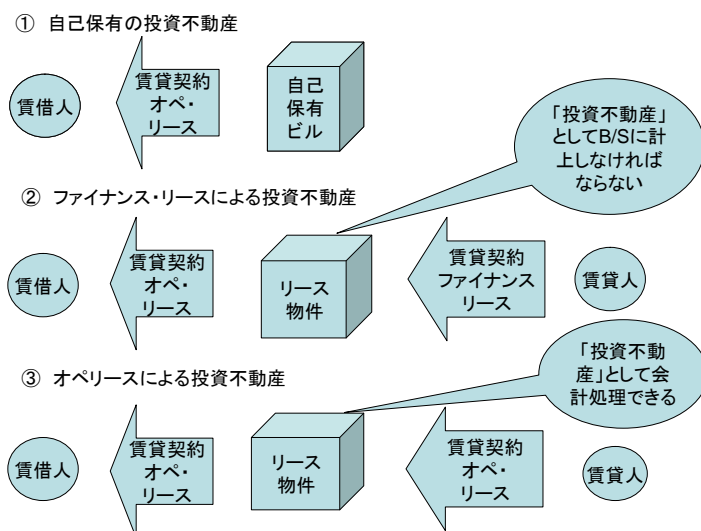 ① 自己保有の投資不動産
賃借人
賃貸契約
オペ・
リース
自己
保有
ビル
「投資不動産」
としてB/Sに計
上しなければ
ならない
② ファイナンス・リースによる投資不動産
賃借人
賃貸契約
オペ・
リース
リース
物件
賃貸契約
ファイナンス
リース
賃貸人
「投資不動
産」として会
計処理できる
③ オペリースによる投資不動産
賃借人
賃貸契約
オペ・
リース
リース
物件
賃貸契約
オペ・
リース
賃貸人